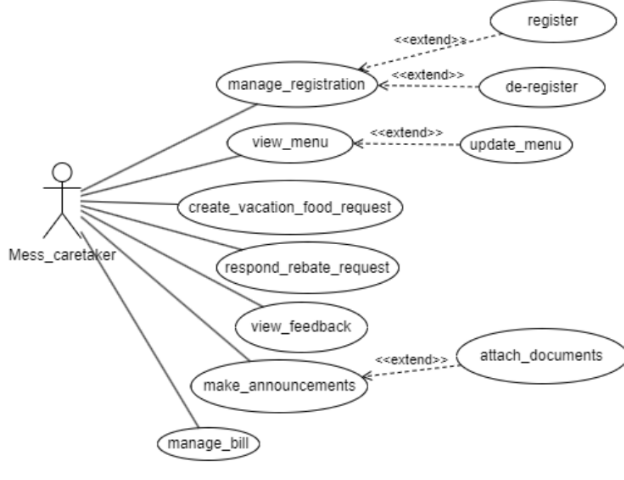 register
<<extend>>
manage_registration
<<extend>>
de-register
view_menu
<<extend>>
update_menu
create_vacation_food_request
Mess_caretaker
respond_rebate_request
view_feedback
<<extend>>
attach_documents
make_announcements
manage_bill